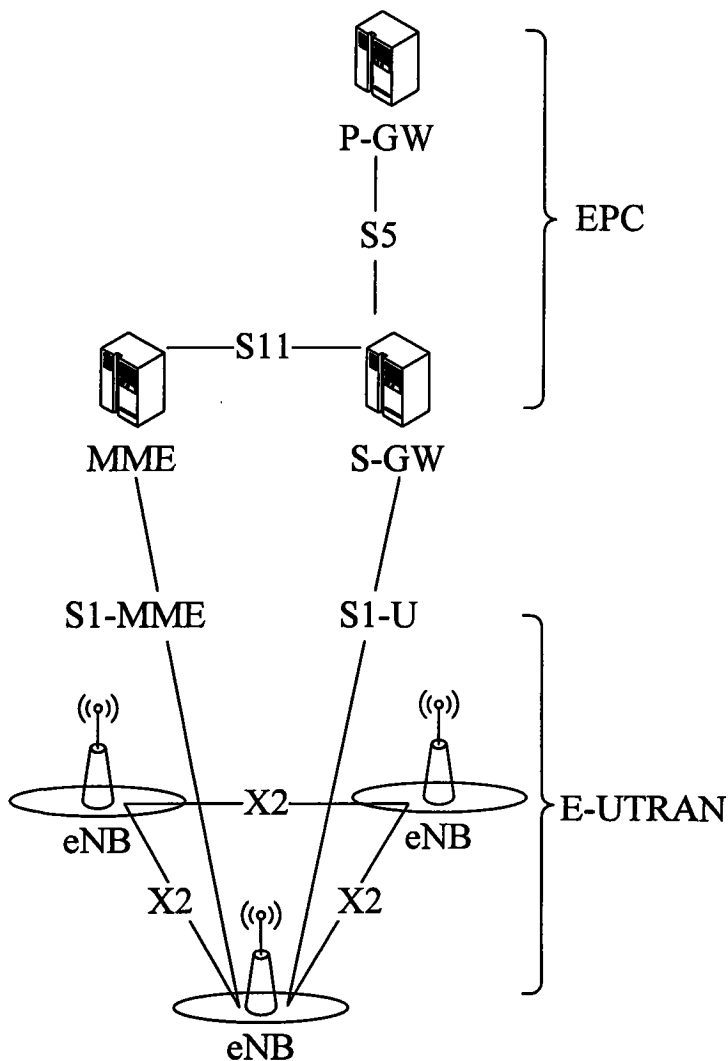 P-GW
S5
EPC
S11
MME
S-GW
S1-MME
S1-U
X2
E-UTRAN
eNB
eNB
X2
X2
eNB